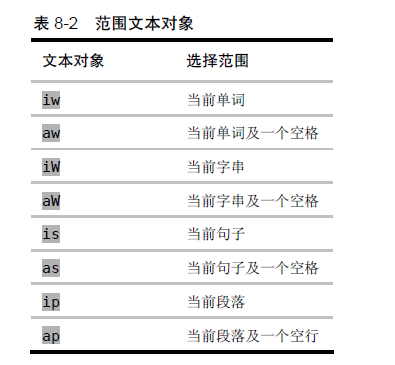 表 8-2 范围文本对象
文本对象 选择范围
iw 当前单词
aw 当前单词及一个空格
iW 当前字串
aW 当前字串及一个空格
is 当前句子
as 当前句子及一个空格
ip 当前段落
ap 当前段落及一个空行